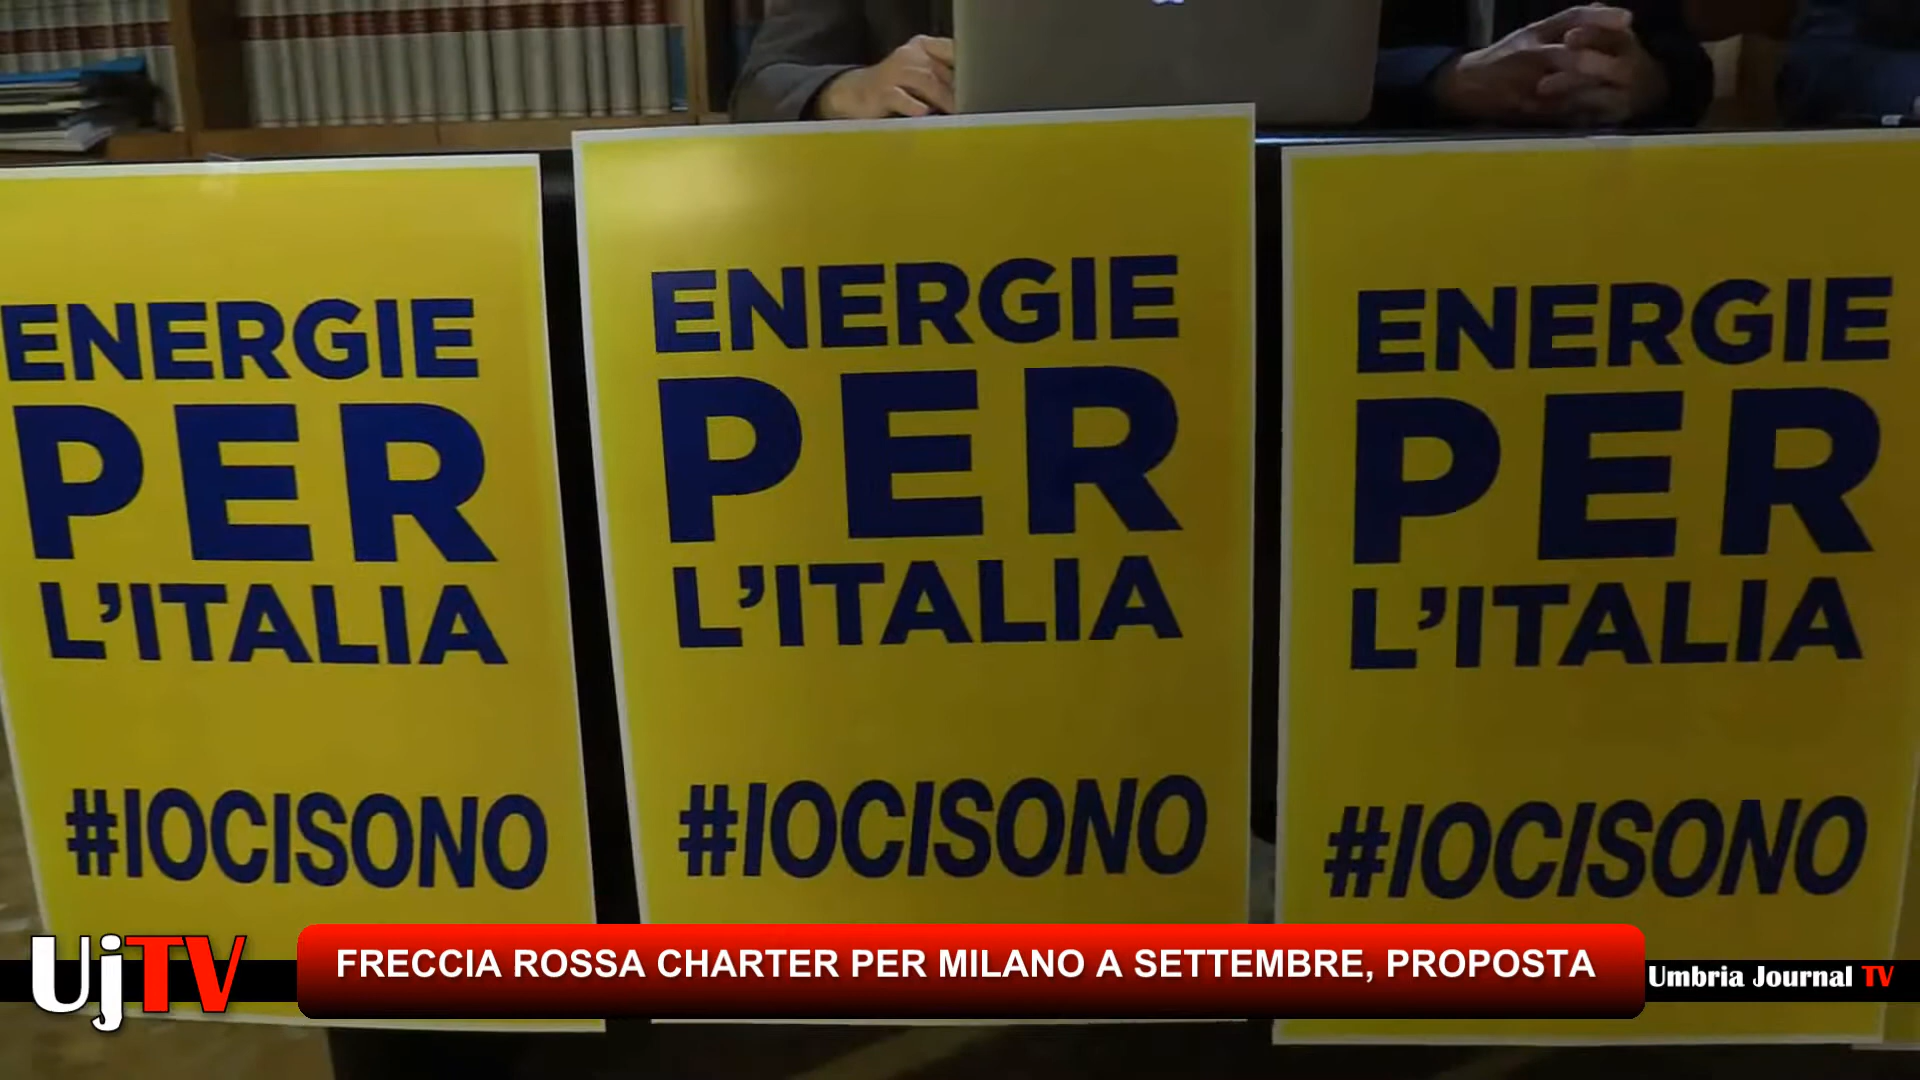 ENERGIE
PER
L'ITALIA
#IOCISONO
ENERGIE
PER
L'ITALIA
#IOCISONO
ENERGIE
PER
L'ITALIA
#IOCISONO
UjTV
FRECCIA ROSSA CHARTER PER MILANO A SETTEMBRE, PROPOSTA
Umbria Journal TV